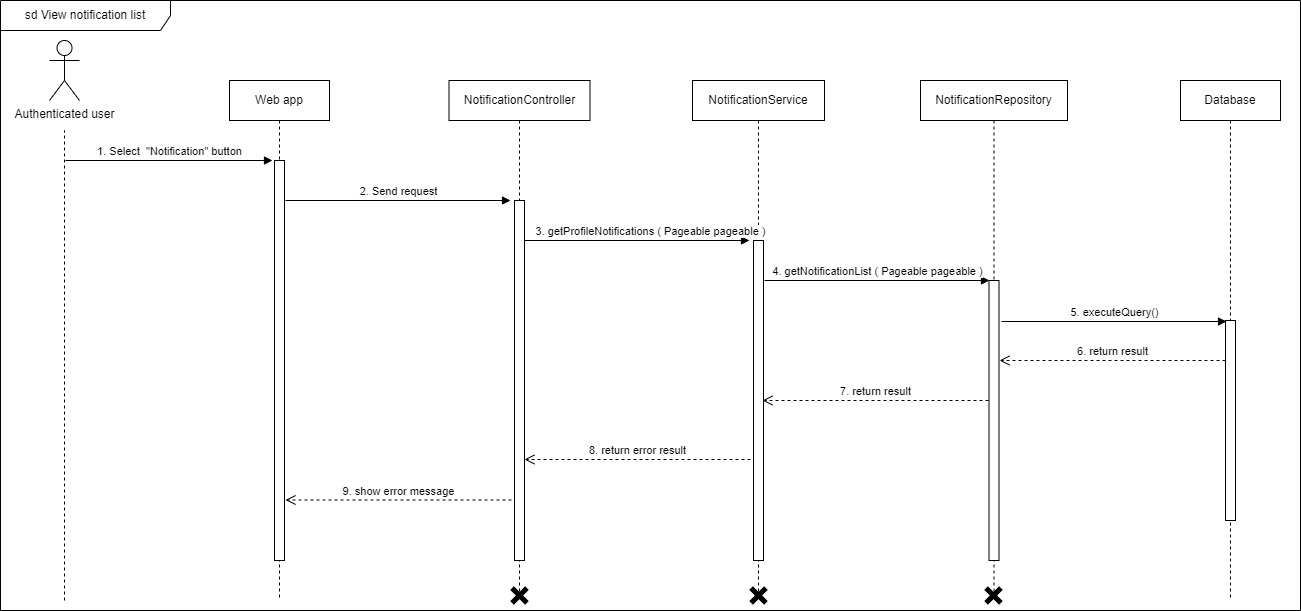 sd View notification list
Authenticated user
Web app
NotificationController
NotificationService
NotificationRepository
Database
1. Select "Notification" button
2. Send request
3. getProfileNotifications ( Pageable pageable )
4. getNotificationList ( Pageable pageable )
5. executeQuery()
6. return result
7. return result
8. return error result
9. show error message